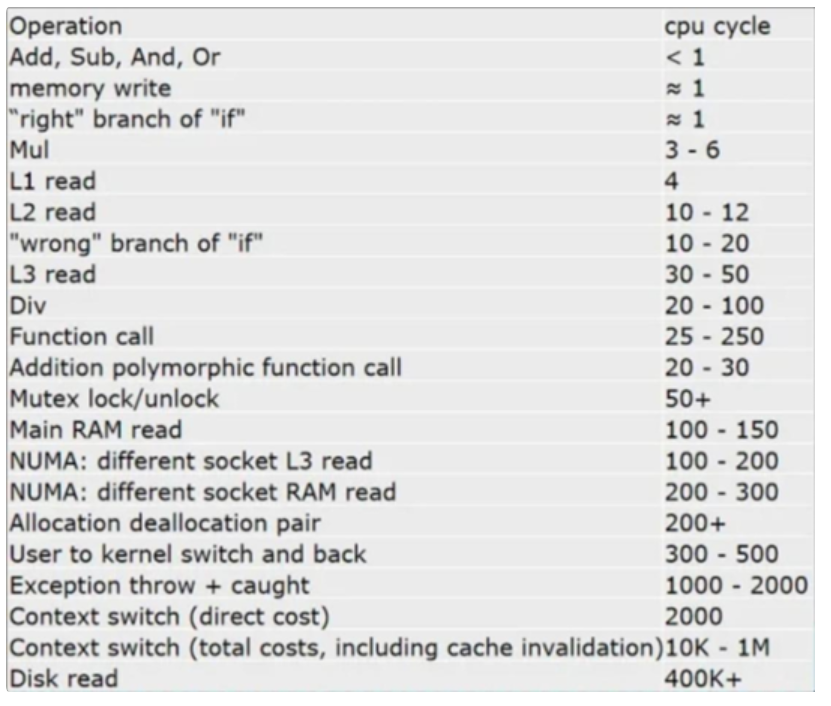 Operation cpu cycle
Add, Sub, And, Or < 1
memory write ≈ 1
“right" branch of "if" ≈ 1
Mul 3 - 6
L1 read 4
L2 read 10 - 12
"wrong" branch of "if" 10 - 20
L3 read 30 - 50
Div 20 - 100
Function call 25 - 250
Addition polymorphic function call 20 - 30
Mutex lock/unlock 50+
Main RAM read 100 - 150
NUMA: different socket L3 read 100 - 200
NUMA: different socket RAM read 200 - 300
Allocation deallocation pair 200+
User to kernel switch and back 300 - 500
Exception throw + caught 1000 - 2000
Context switch (direct cost) 2000
Context switch (total costs, including cache invalidation) 10K - 1M
Disk read 400K+